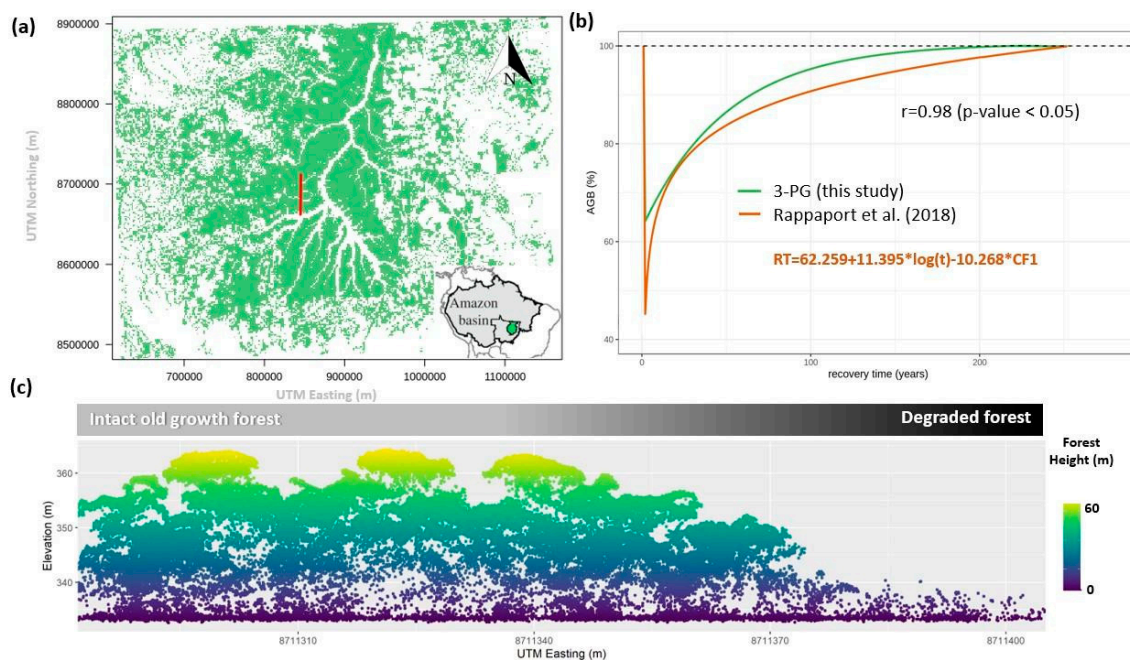 (a)
UTM Northing (m)
8900000
8800000
8700000
8600000
8500000
N
Amazon
basin
700000 800000 900000 1000000 1100000
UTM Easting (m)
(b)
AGB (%)
100
80
60
40
r=0.98 (p-value < 0.05)
3-PG (this study)
Rappaport et al. (2018)
RT=62.259+11.395*log(t)-10.268*CF1
0 100 200
recovery time (years)
(c)
Intact old growth forest Degraded forest
Elevation (m)
360
350
340
8711310 8711340 8711370 8711400
UTM Easting (m)
Forest
Height (m)
60
0